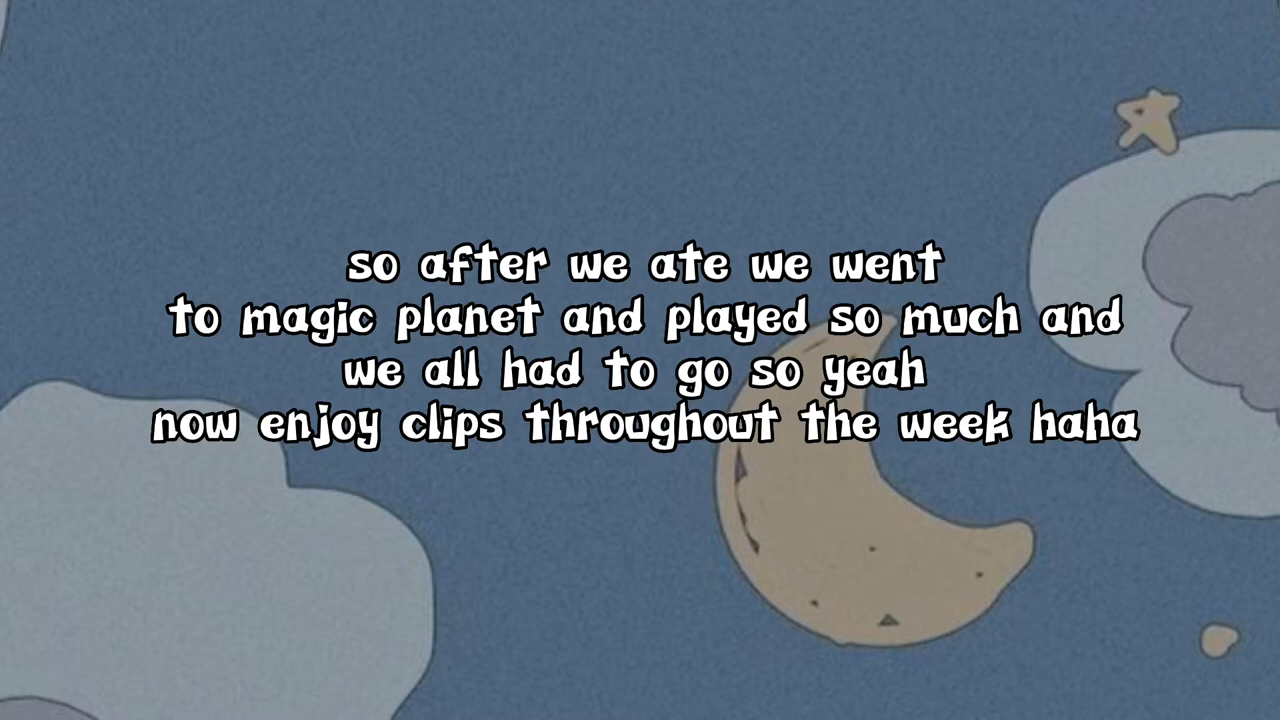 so after we ate we went
to magic planet and played so much and
we all had to go so yeah
now enjoy clips throughout the week haha